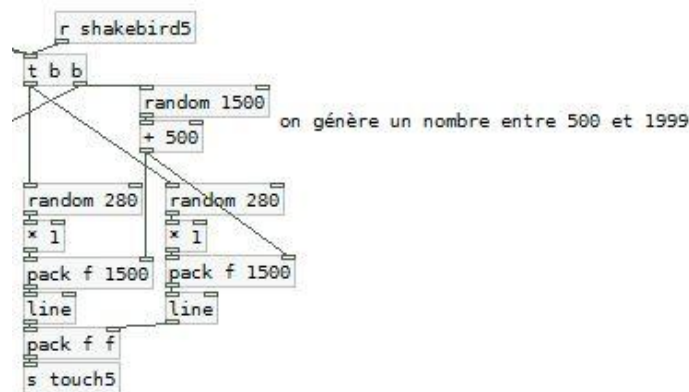 r shakebird5
t b b
random 1500
on génère un nombre entre 500 et 1999
+ 500
random 280
random 280
* 1
* 1
pack f 1500
pack f 1500
line
line
pack f f
s touch5